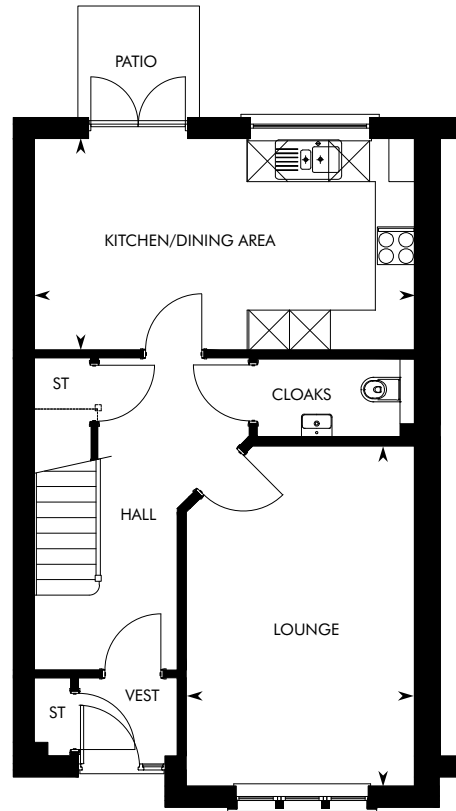 PATIO
KITCHEN/DINING AREA
ST
CLOAKS
HALL
LOUNGE
ST
VEST